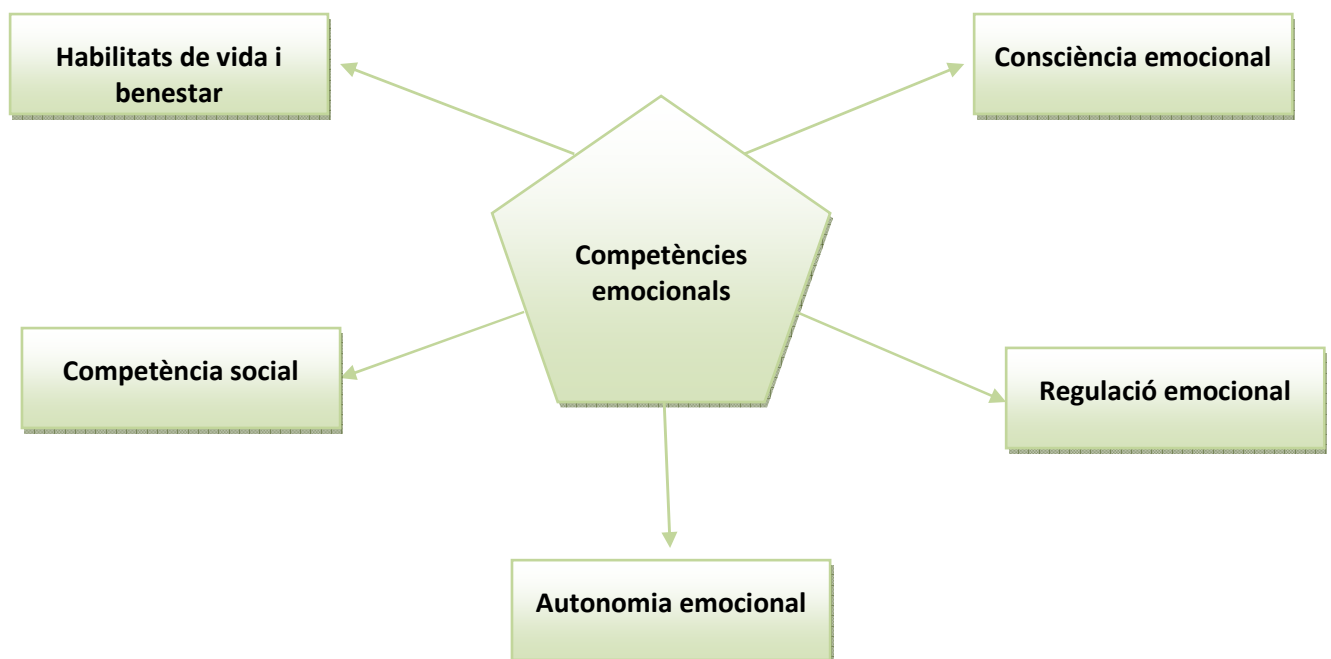 Habilitats de vida i
benestar
Consciència emocional
Competències
emocionals
Competència social
Regulació emocional
Autonomia emocional